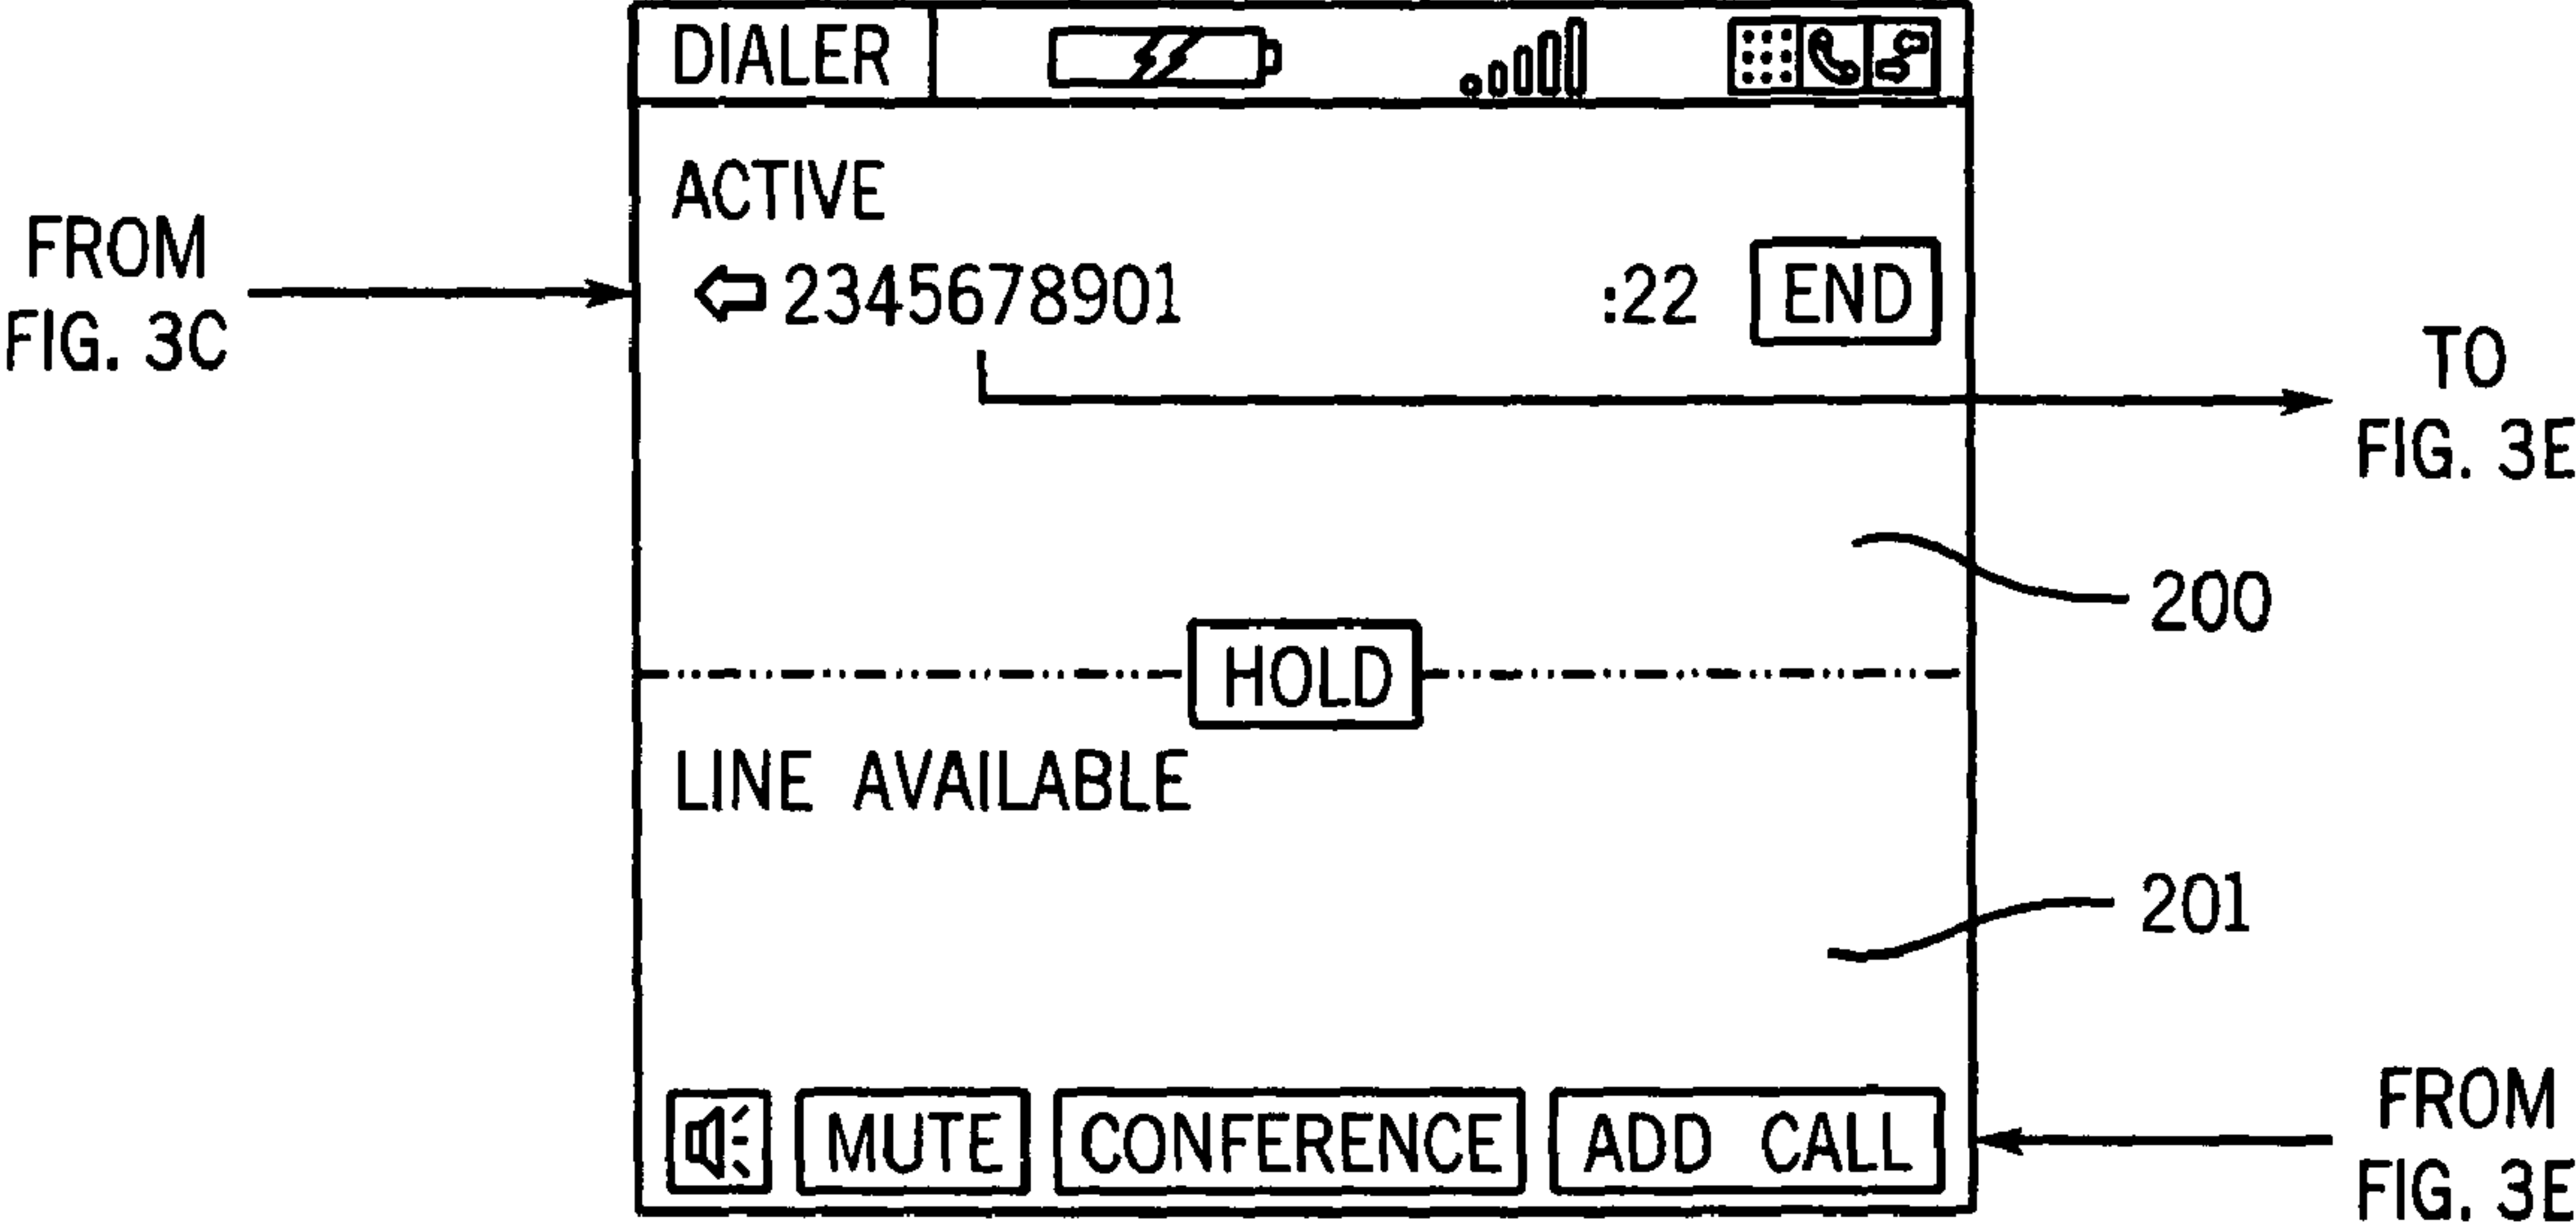 DIALER
ACTIVE
FROM
FIG. 3C
2345678901 :22 END
TO
FIG. 3E
200
HOLD
LINE AVAILABLE
201
MUTE CONFERENCE ADD CALL
FROM
FIG. 3E